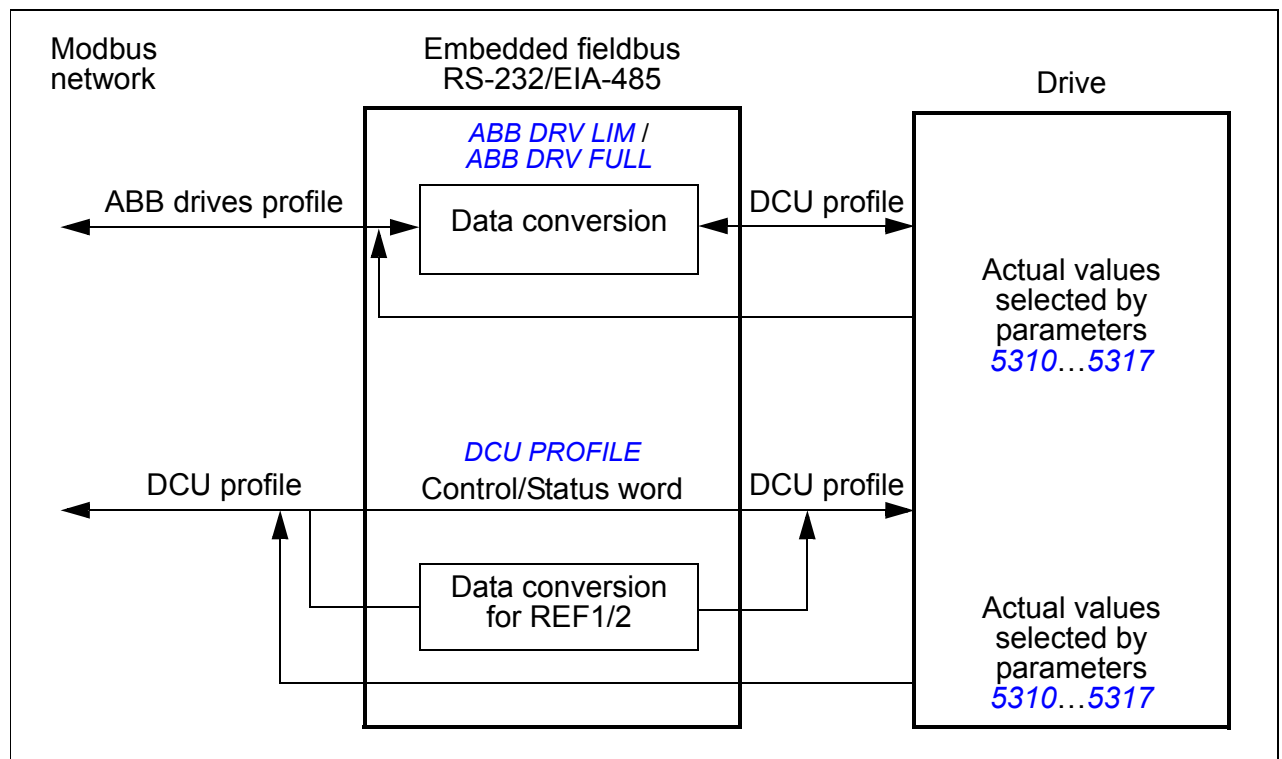 Modbus
network
Embedded fieldbus
RS-232/EIA-485
Drive
ABB DRV LIM /
ABB DRV FULL
ABB drives profile
Data conversion
DCU profile
Actual values
selected by
parameters
5310…5317
DCU PROFILE
DCU profile
Control/Status word
DCU profile
Data conversion
for REF1/2
Actual values
selected by
parameters
5310…5317